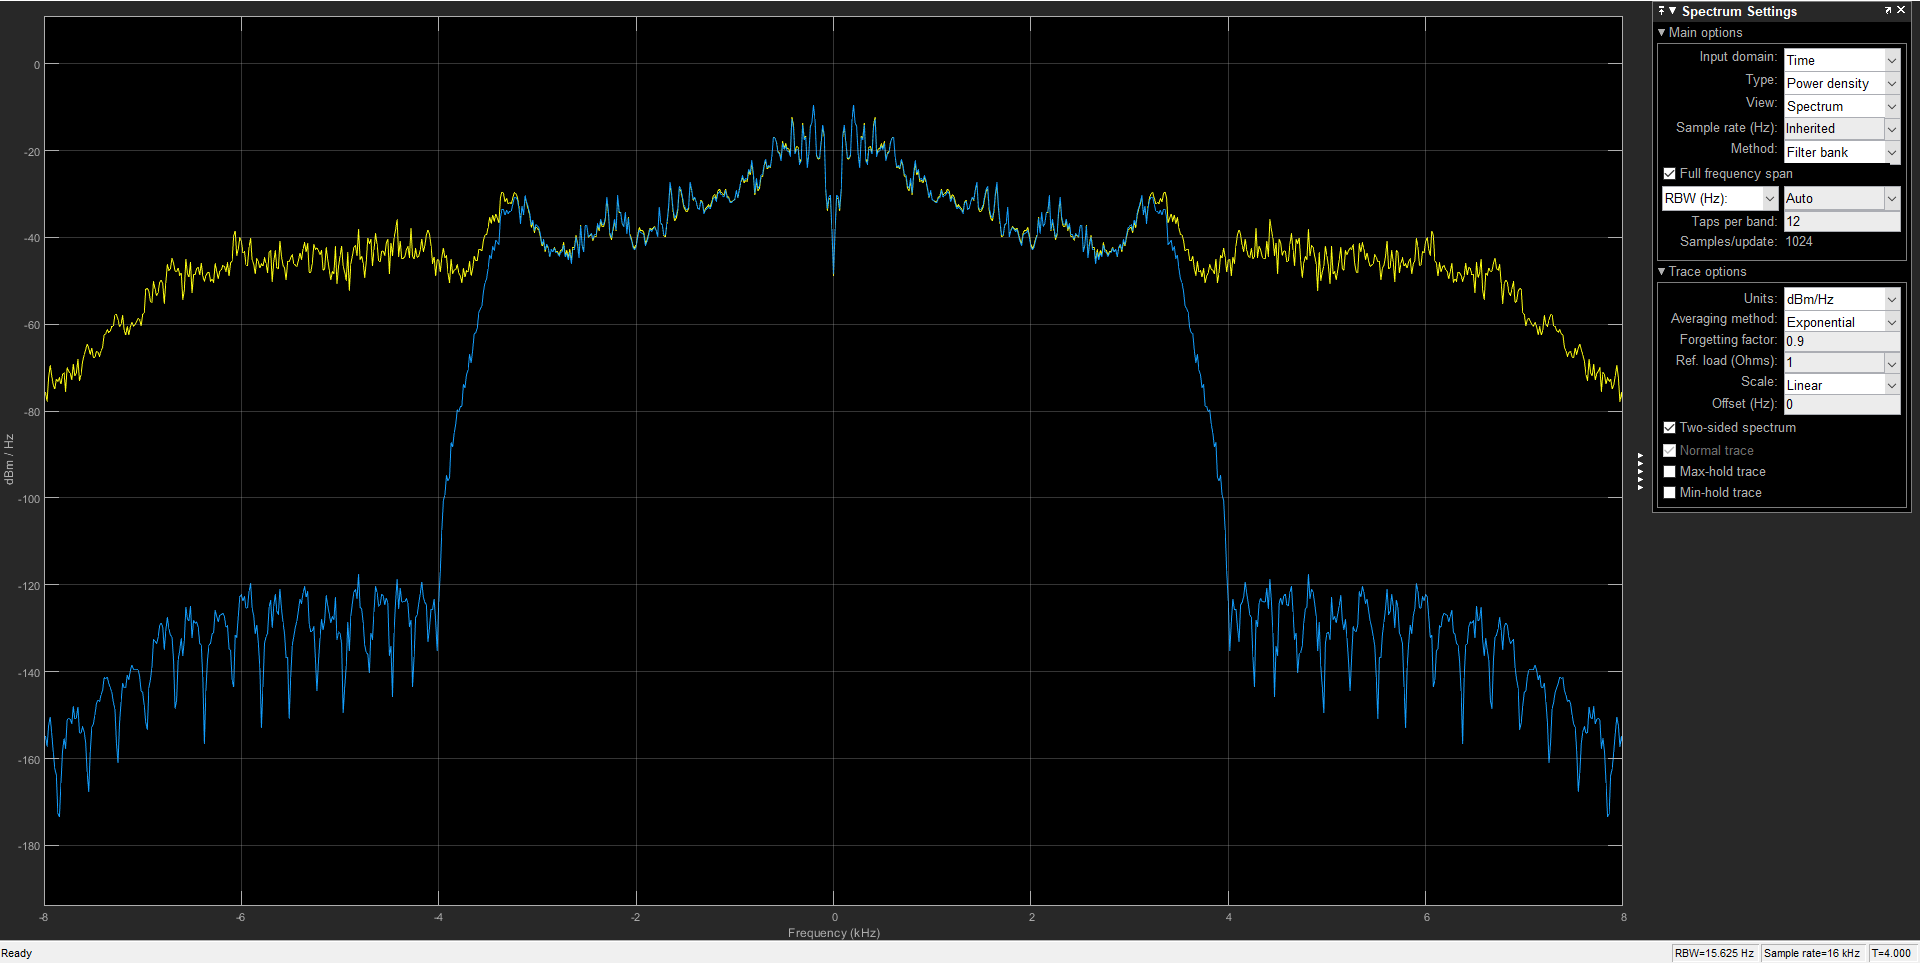 Spectrum Settings
Main options
Input domain: Time
Type: Power density
View: Spectrum
Sample rate (Hz): Inherited
Method: Filter bank
Full frequency span
RBW (Hz): Auto
Taps per band: 12
Samples/update: 1024
Trace options
Units: dBm/Hz
Averaging method: Exponential
Forgetting factor: 0.9
Ref. load (Ohms): 1
Scale: Linear
Offset (Hz): 0
Two-sided spectrum
Normal trace
Max-hold trace
Min-hold trace
0
-20
-40
-60
-80
-100
-120
-140
-160
-180
dBm / Hz
-8 -6 -4 -2 0 2 4 6 8
Frequency (kHz)
Ready RBW=15.625 Hz Sample rate=16 kHz T=4.000